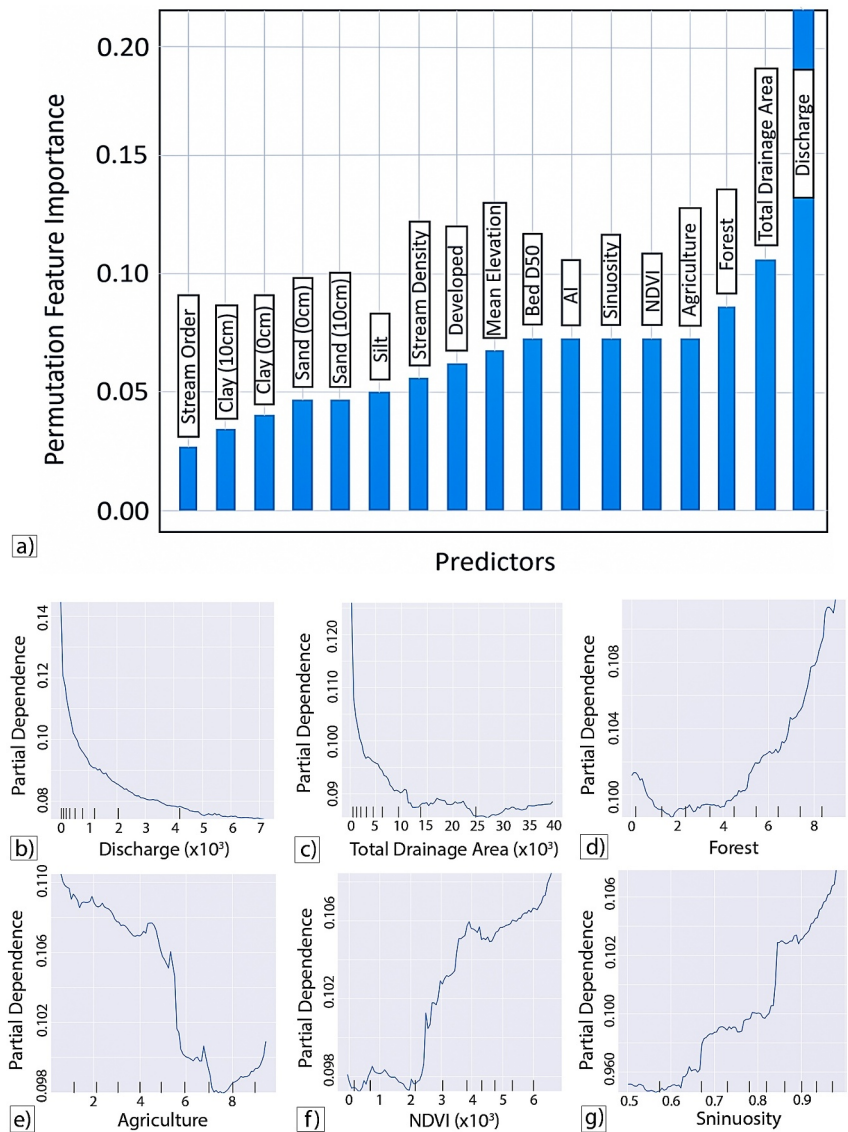 Permutation Feature Importance
0.20
0.15
0.10
0.05
0.00
Stream Order
Clay (10cm)
Clay (0cm)
Sand (0cm)
Sand (10cm)
Silt
Stream Density
Developed
Mean Elevation
Bed D50
AI
Sinuosity
NDVI
Agriculture
Forest
Total Drainage Area
Discharge
a)
Predictors
Partial Dependence
0.14
0.12
0.10
0.08
0 1 2 3 4 5 6 7
b)
Discharge (x10³)
Partial Dependence
0.120
0.100
0.09
0 5 10 15 20 25 30 35 40
c)
Total Drainage Area (x10³)
Partial Dependence
0.108
0.104
0.100
0 2 4 6 8
d)
Forest
Partial Dependence
0.110
0.106
0.102
0.098
2 4 6 8
e)
Agriculture
Partial Dependence
0.106
0.102
0.098
0 1 2 3 4 5 6
f)
NDVI (x10³)
Partial Dependence
0.106
0.102
0.100
0.960
0.5 0.6 0.7 0.8 0.9
g)
Sninuosity